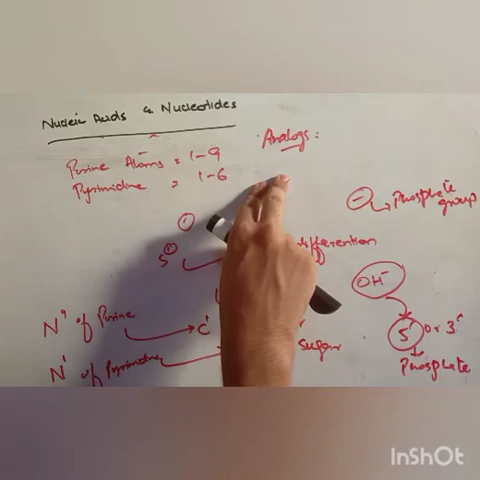 Nucleic Acids & Nucleotides
Purine Atoms = 1-9
Pyrimidine = 1-6
Analogs:
Phosphate group
5'
differention
OH⁻
5' or 3'
Phosphate
N⁹ of Purine → C'
N¹ of Pyrimidine → sugar
InShOt